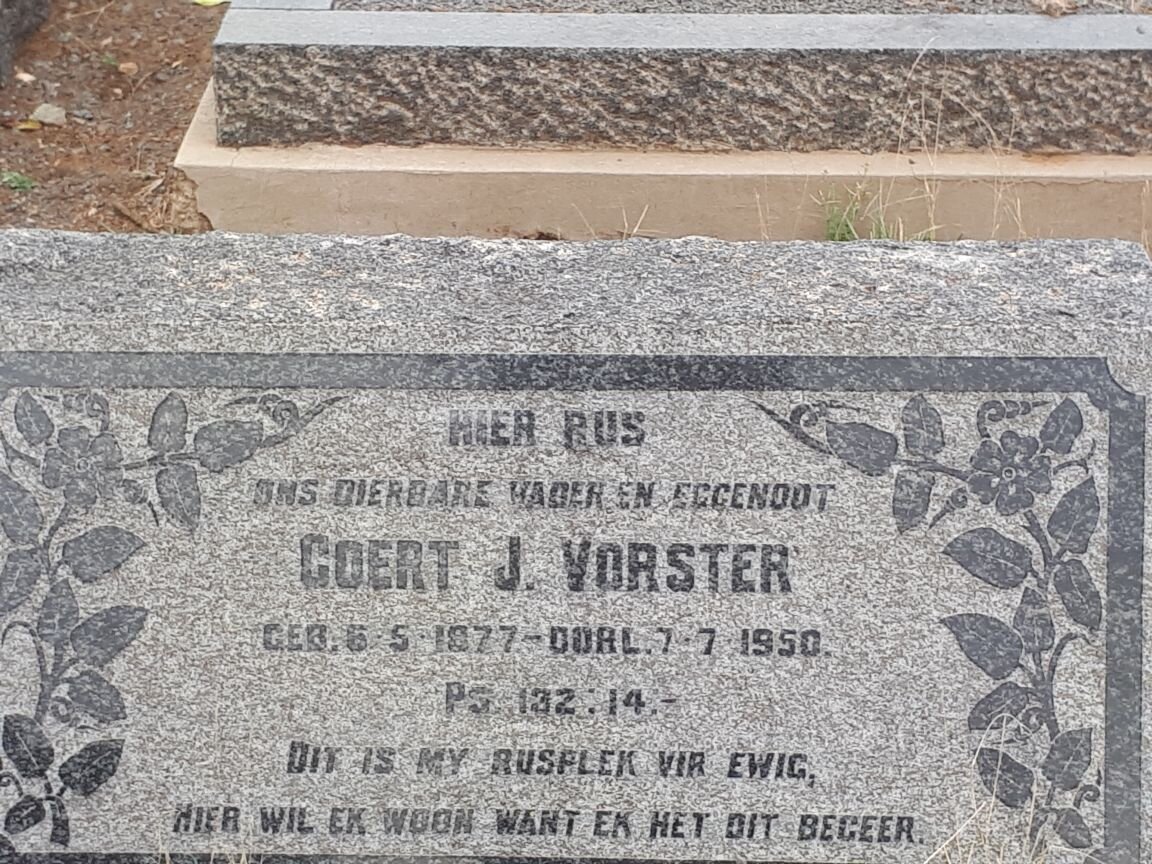 HIER RUS
ONS DIERBARE VADER EN EGGENOOT
COERT J. VORSTER
GEB. 6-5-1877 - OORL. 7-7-1950.
PS 132:14.-
DIT IS MY RUSPLEK VIR EWIG,
HIER WIL EK WOON WANT EK HET DIT BEGEER.